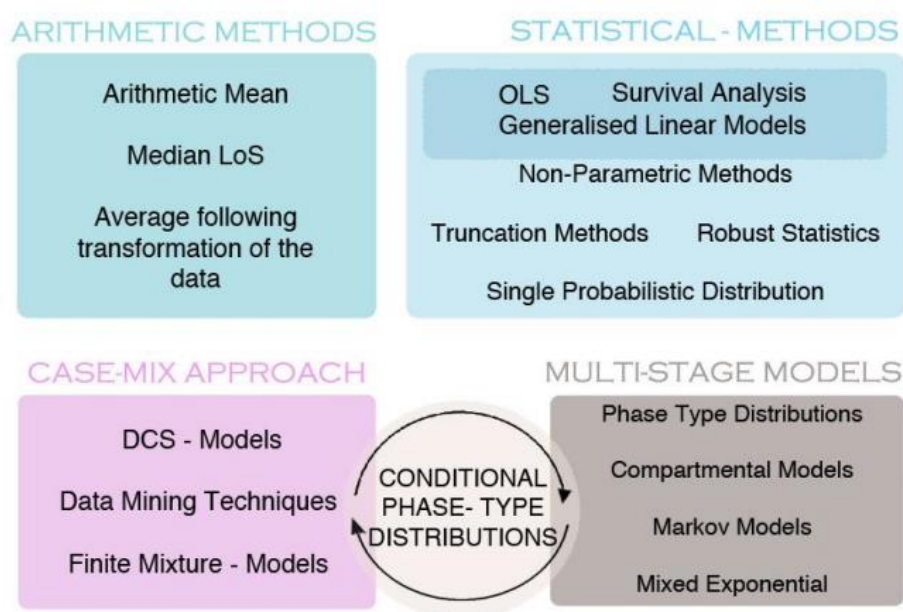 ARITHMETIC METHODS
Arithmetic Mean
Median LoS
Average following
transformation of the
data
STATISTICAL - METHODS
OLS Survival Analysis
Generalised Linear Models
Non-Parametric Methods
Truncation Methods Robust Statistics
Single Probabilistic Distribution
CASE-MIX APPROACH
DCS - Models
Data Mining Techniques
Finite Mixture - Models
CONDITIONAL
PHASE- TYPE
DISTRIBUTIONS
MULTI-STAGE MODELS
Phase Type Distributions
Compartmental Models
Markov Models
Mixed Exponential